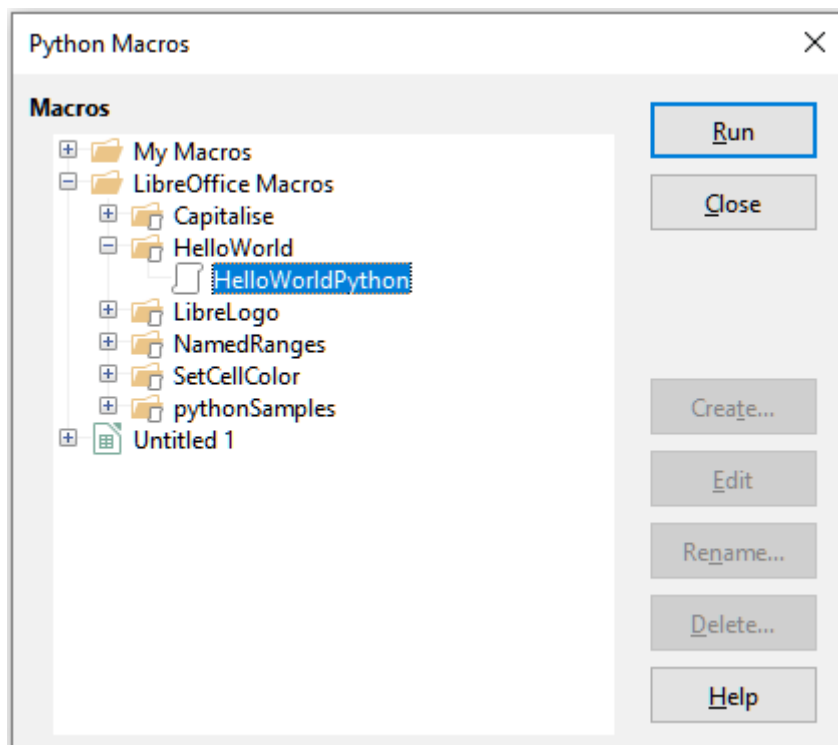 Python Macros
Macros
My Macros
LibreOffice Macros
Capitalise
HelloWorld
HelloWorldPython
LibreLogo
NamedRanges
SetCellColor
pythonSamples
Untitled 1
Run
Close
Create...
Edit
Rename...
Delete...
Help